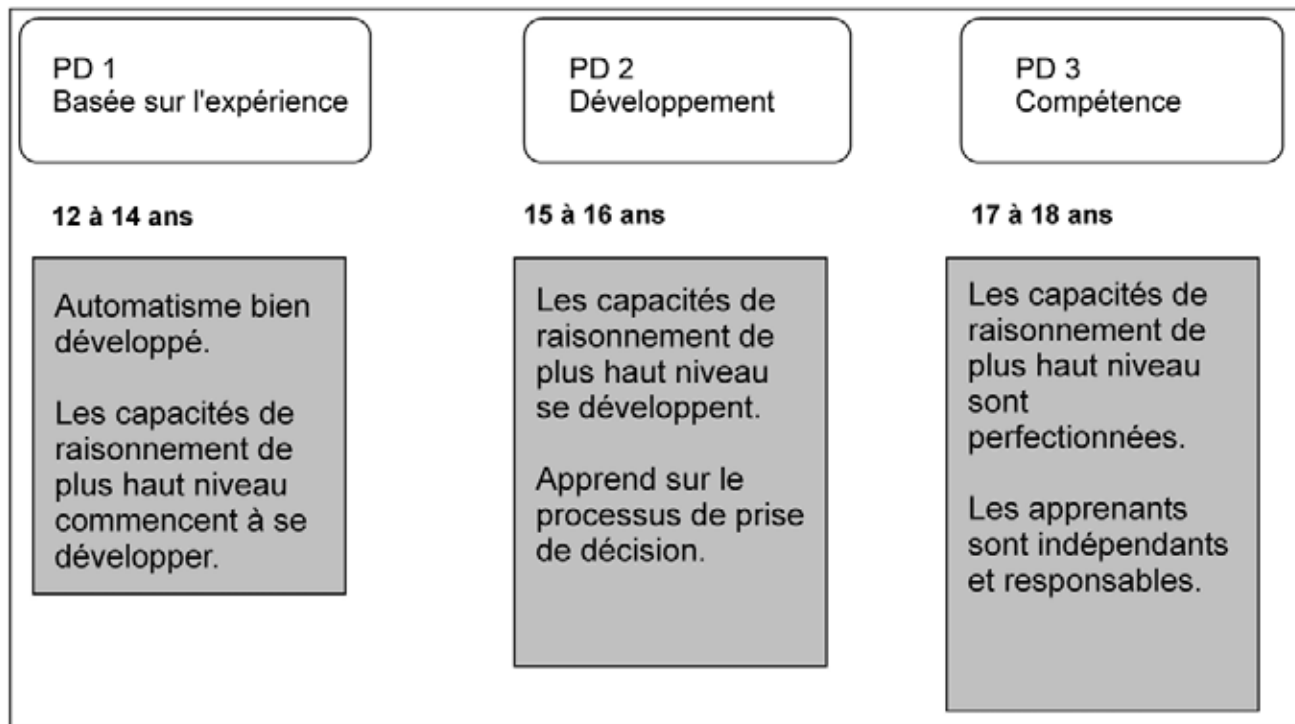 PD 1
Basée sur l'expérience
PD 2
Développement
PD 3
Compétence
12 à 14 ans
15 à 16 ans
17 à 18 ans
Automatisme bien
développé.
Les capacités de
raisonnement de
plus haut niveau
commencent à se
développer.
Les capacités de
raisonnement de
plus haut niveau
se développent.
Apprend sur le
processus de prise
de décision.
Les capacités de
raisonnement de
plus haut niveau
sont
perfectionnées.
Les apprenants
sont indépendants
et responsables.